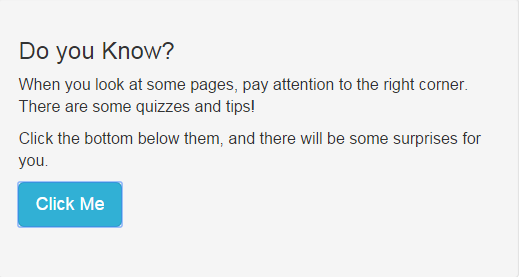 Do you Know?
When you look at some pages, pay attention to the right corner.
There are some quizzes and tips!
Click the bottom below them, and there will be some surprises for
you.
Click Me